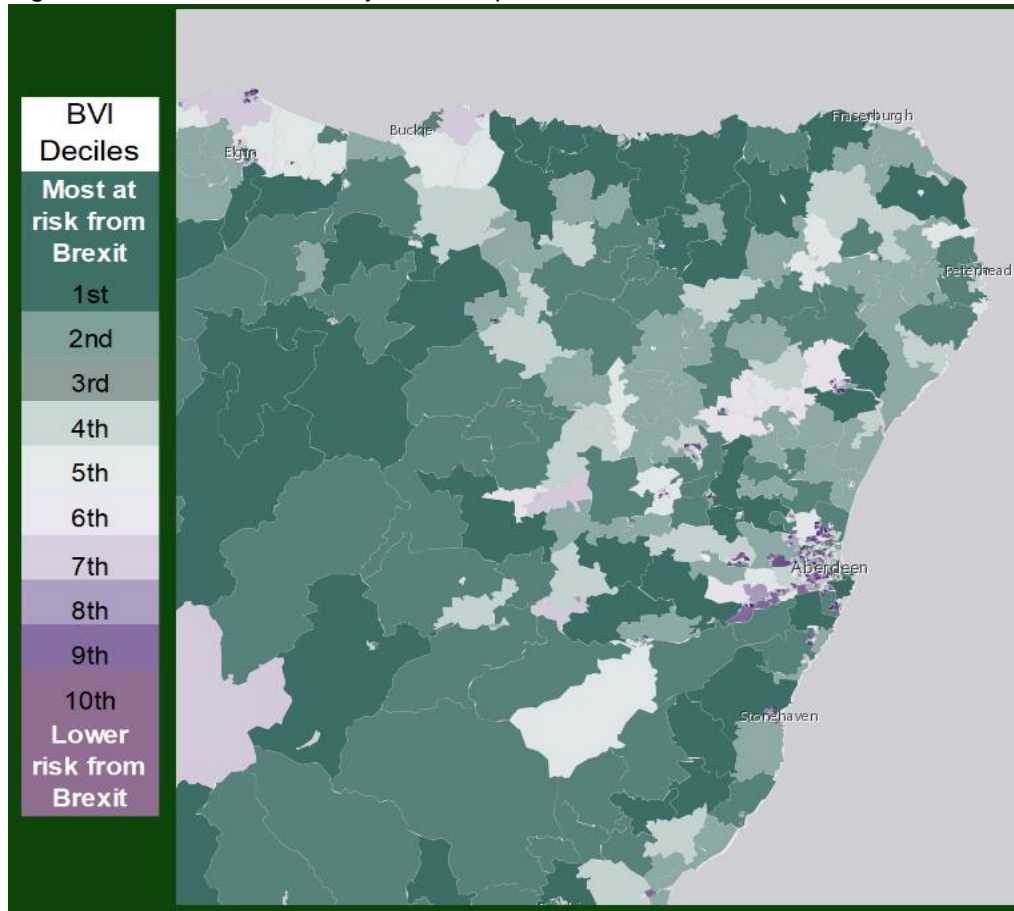 BVI
Deciles
Most at
risk from
Brexit
1st
2nd
3rd
4th
5th
6th
7th
8th
9th
10th
Lower
risk from
Brexit
Buckie
Fraserburgh
Elgin
Peterhead
Aberdeen
Stonehaven